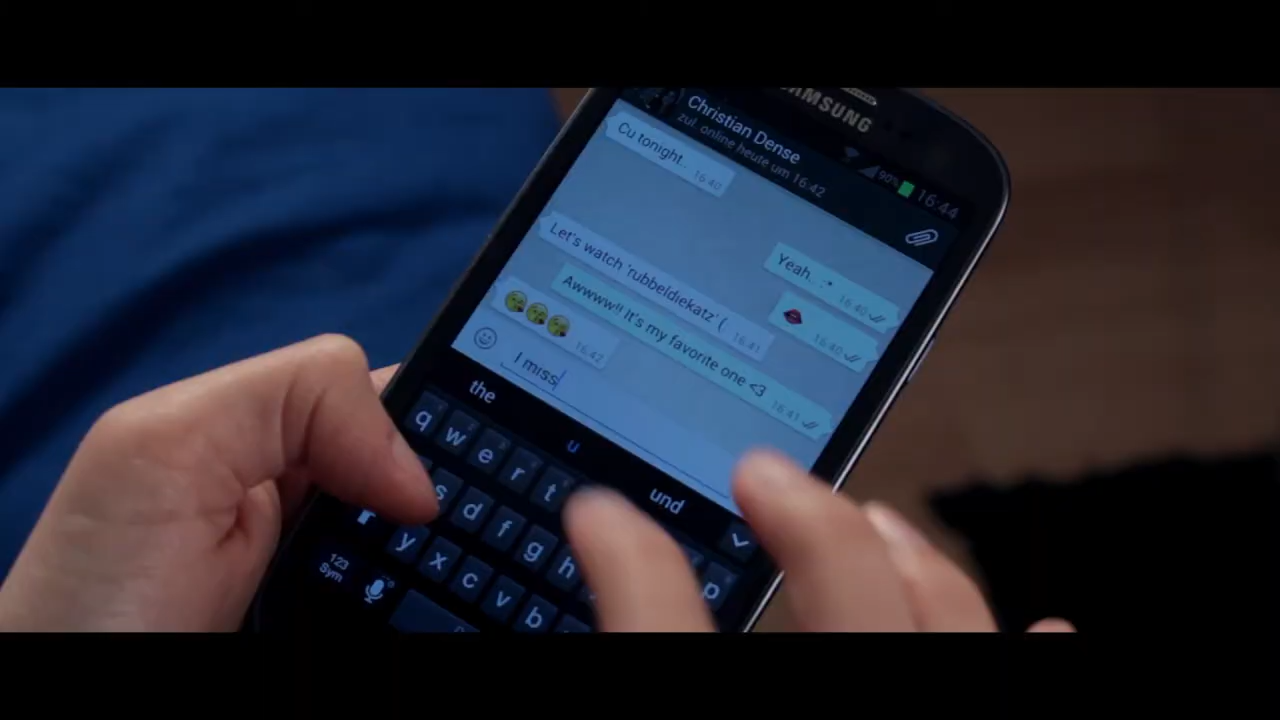 SAMSUNG
90% 16:44
Christian Dense
zul. online heute um 16:42
Cu tonight.. 16:40
Yeah.. :* 16:40
16:40
Let's watch 'rubbeldiekatz' (. 16:41
Awwww!! It's my favorite one <3 16:41
16:42
I miss
the u und
q w e r t p
s d f g h
y x c v b
123
Sym